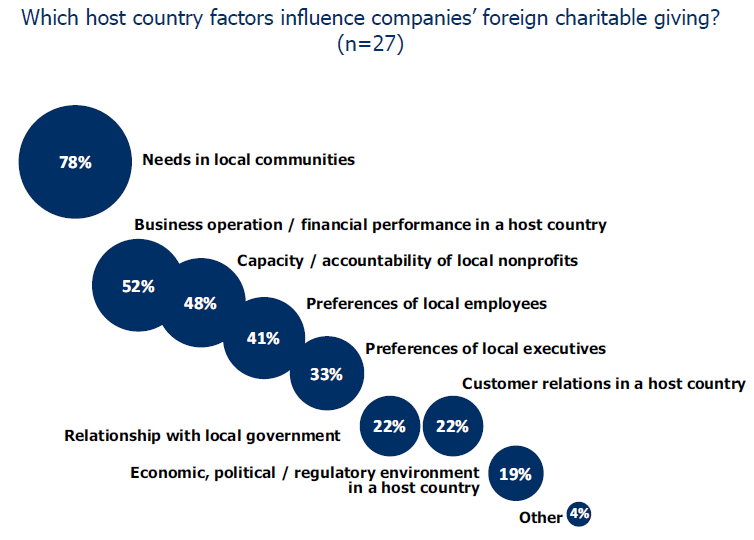 Which host country factors influence companies’ foreign charitable giving?
(n=27)
78%
Needs in local communities
Business operation / financial performance in a host country
52%
Capacity / accountability of local nonprofits
48%
Preferences of local employees
41%
Preferences of local executives
33%
Customer relations in a host country
Relationship with local government
22%
22%
Economic, political / regulatory environment
in a host country
19%
Other
4%